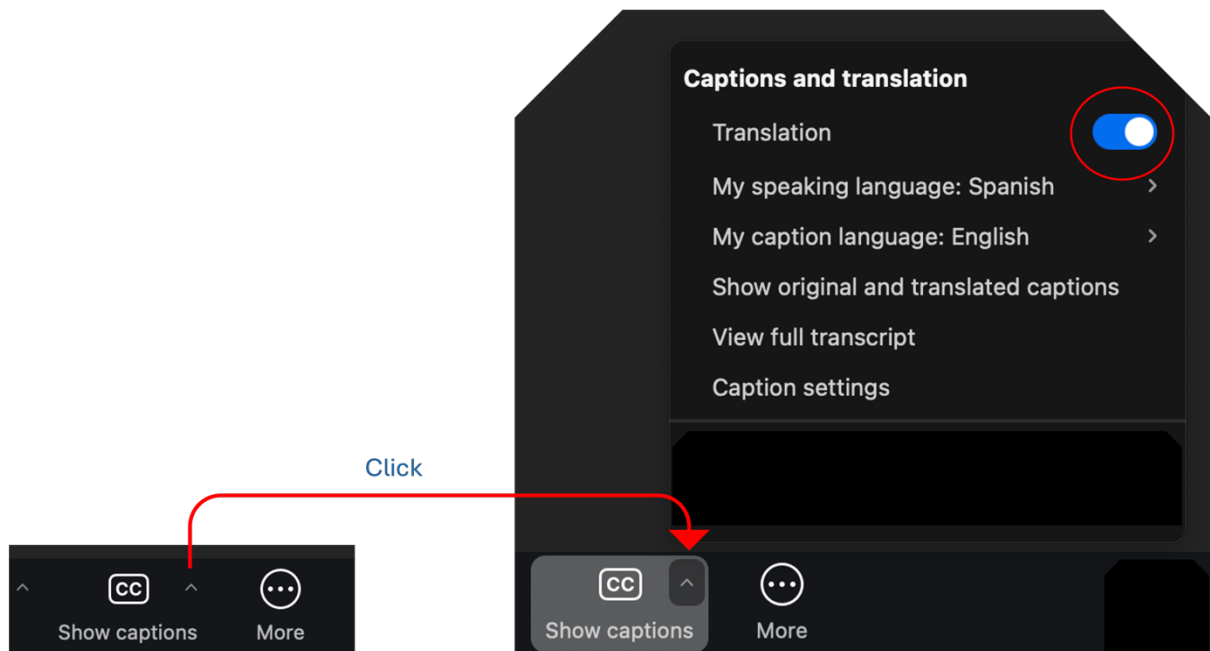 Captions and translation
Translation
My speaking language: Spanish
My caption language: English
Show original and translated captions
View full transcript
Caption settings
Click
CC
Show captions
More
CC
Show captions
More